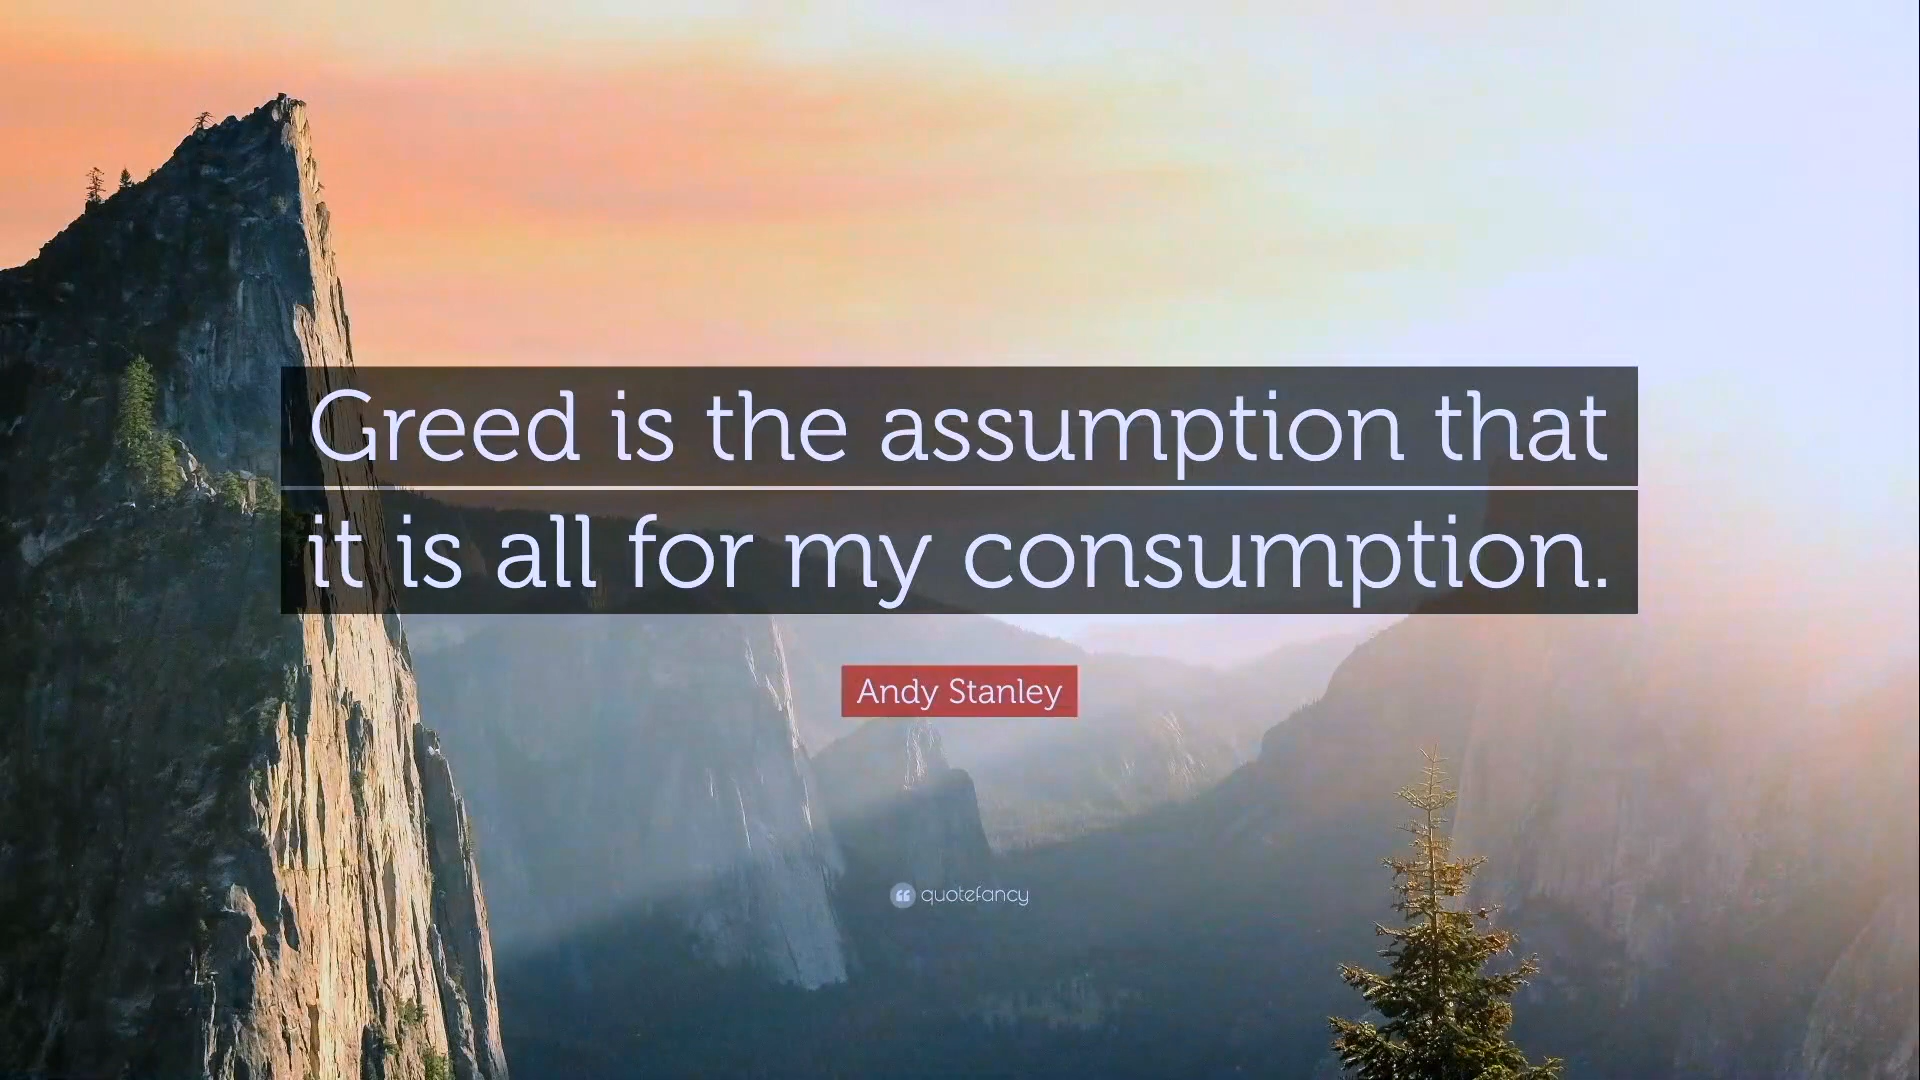 Greed is the assumption that
it is all for my consumption.
Andy Stanley
quotefancy